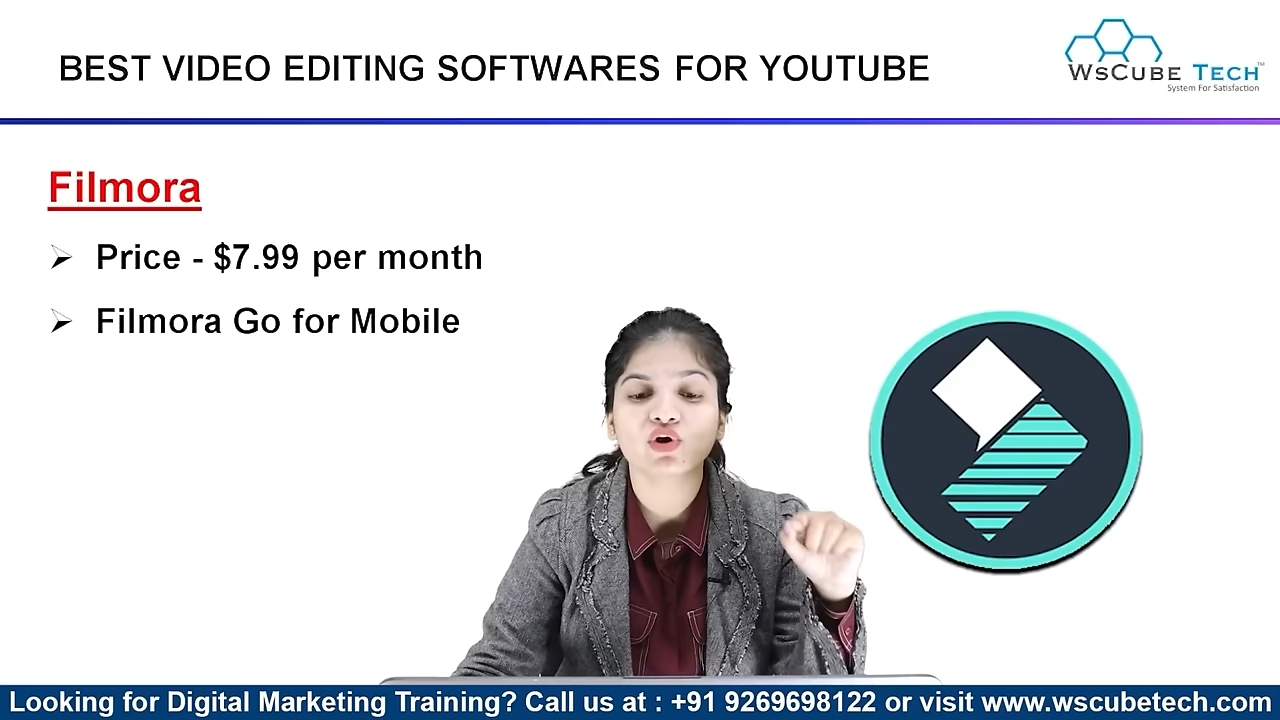 BEST VIDEO EDITING SOFTWARES FOR YOUTUBE
WsCube Tech™
System For Satisfaction
Filmora
Price - $7.99 per month
Filmora Go for Mobile
Looking for Digital Marketing Training? Call us at : +91 9269698122 or visit www.wscubetech.com